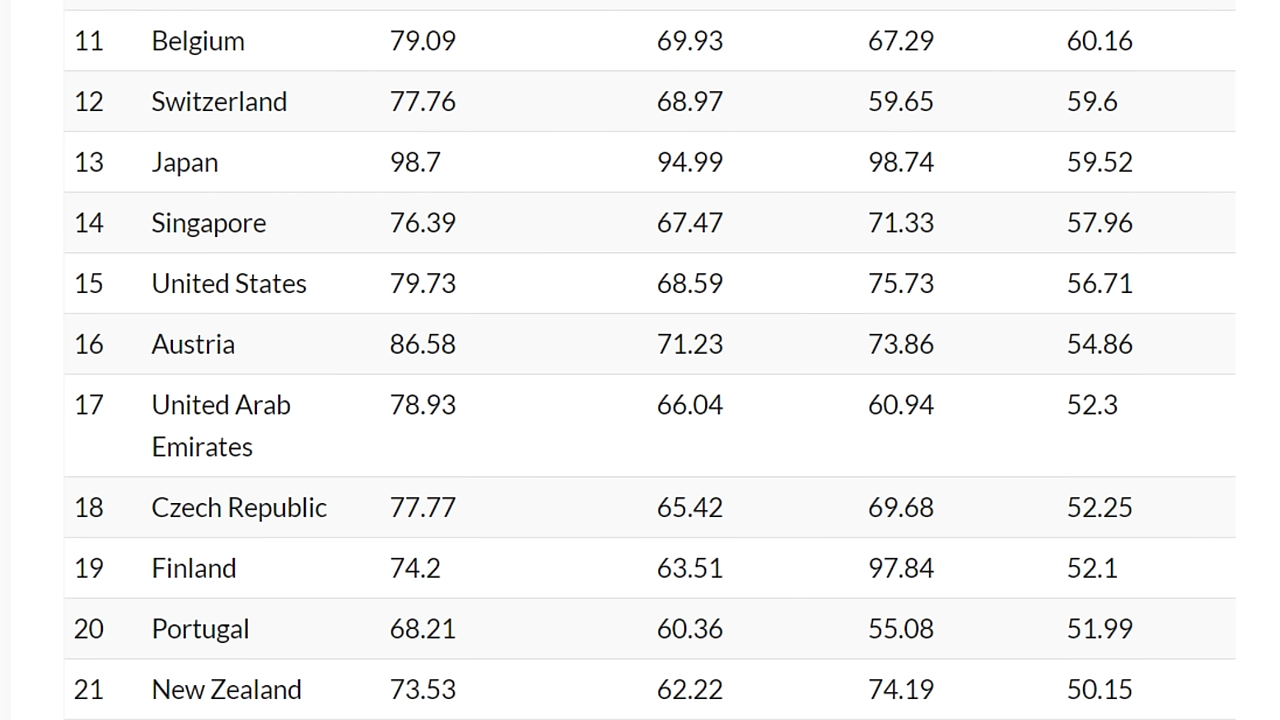 11 Belgium 79.09 69.93 67.29 60.16
12 Switzerland 77.76 68.97 59.65 59.6
13 Japan 98.7 94.99 98.74 59.52
14 Singapore 76.39 67.47 71.33 57.96
15 United States 79.73 68.59 75.73 56.71
16 Austria 86.58 71.23 73.86 54.86
17 United Arab 78.93 66.04 60.94 52.3
Emirates
18 Czech Republic 77.77 65.42 69.68 52.25
19 Finland 74.2 63.51 97.84 52.1
20 Portugal 68.21 60.36 55.08 51.99
21 New Zealand 73.53 62.22 74.19 50.15